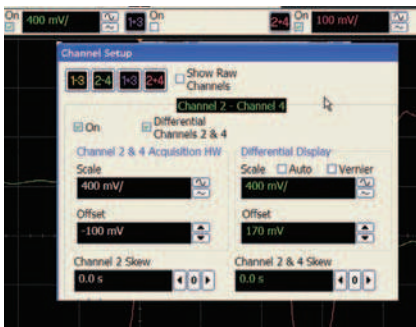 On 400 mV/ 1+3 On 2+4 On 100 mV/
Channel Setup
1-3 2-4 1+3 2+4 Show Raw Channels
Channel 2 - Channel 4
On Differential Channels 2 & 4
Channel 2 & 4 Acquisition HW Differential Display
Scale Scale Auto Vernier
400 mV/ 400 mV/
Offset Offset
-100 mV 170 mV
Channel 2 Skew Channel 2 & 4 Skew
0.0 s 0 0.0 s 0